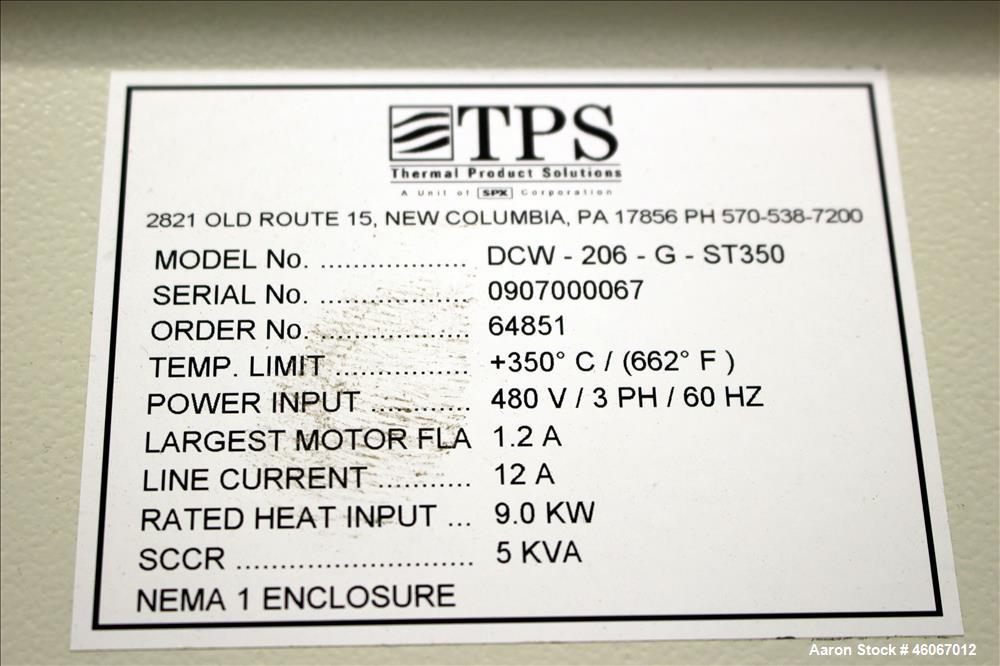 TPS
Thermal Product Solutions
A Unit of SPX Corporation
2821 OLD ROUTE 15, NEW COLUMBIA, PA 17856 PH 570-538-7200
MODEL No. .................. DCW - 206 - G - ST350
SERIAL No. .................. 0907000067
ORDER No. .................. 64851
TEMP. LIMIT ................. +350° C / (662° F )
POWER INPUT ............ 480 V / 3 PH / 60 HZ
LARGEST MOTOR FLA 1.2 A
LINE CURRENT ........... 12 A
RATED HEAT INPUT ... 9.0 KW
SCCR ............................ 5 KVA
NEMA 1 ENCLOSURE
Aaron Stock # 46067012